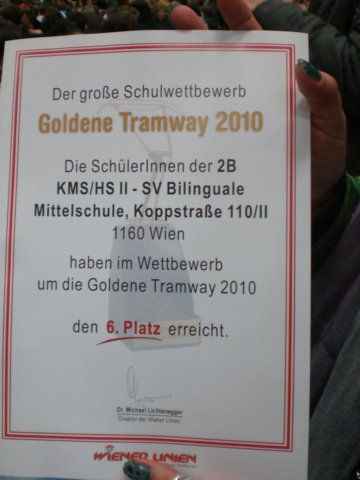 Der große Schulwettbewerb
Goldene Tramway 2010
Die SchülerInnen der 2B
KMS/HS II - SV Bilinguale
Mittelschule, Koppstraße 110/II
1160 Wien
haben im Wettbewerb
um die Goldene Tramway 2010
den 6. Platz erreicht.
Dr. Michael Lichtenegger
Direktor der Wiener Linien
WIENER LINIEN